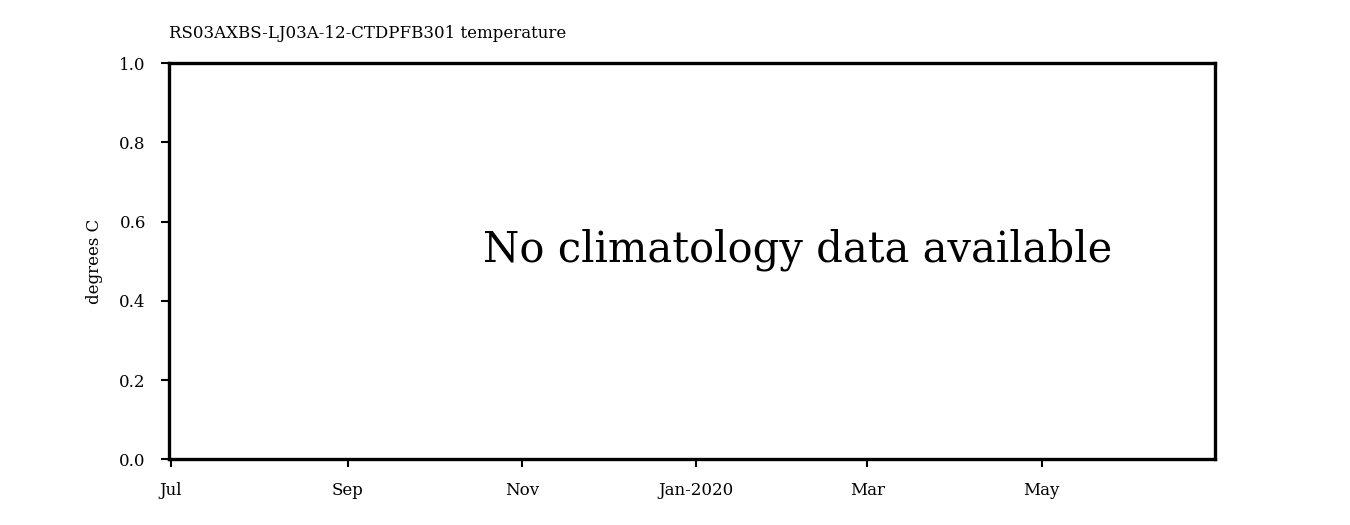 RS03AXBS-LJ03A-12-CTDPFB301 temperature
1.0
0.8
0.6
0.4
0.2
0.0
degrees C
No climatology data available
Jul Sep Nov Jan-2020 Mar May